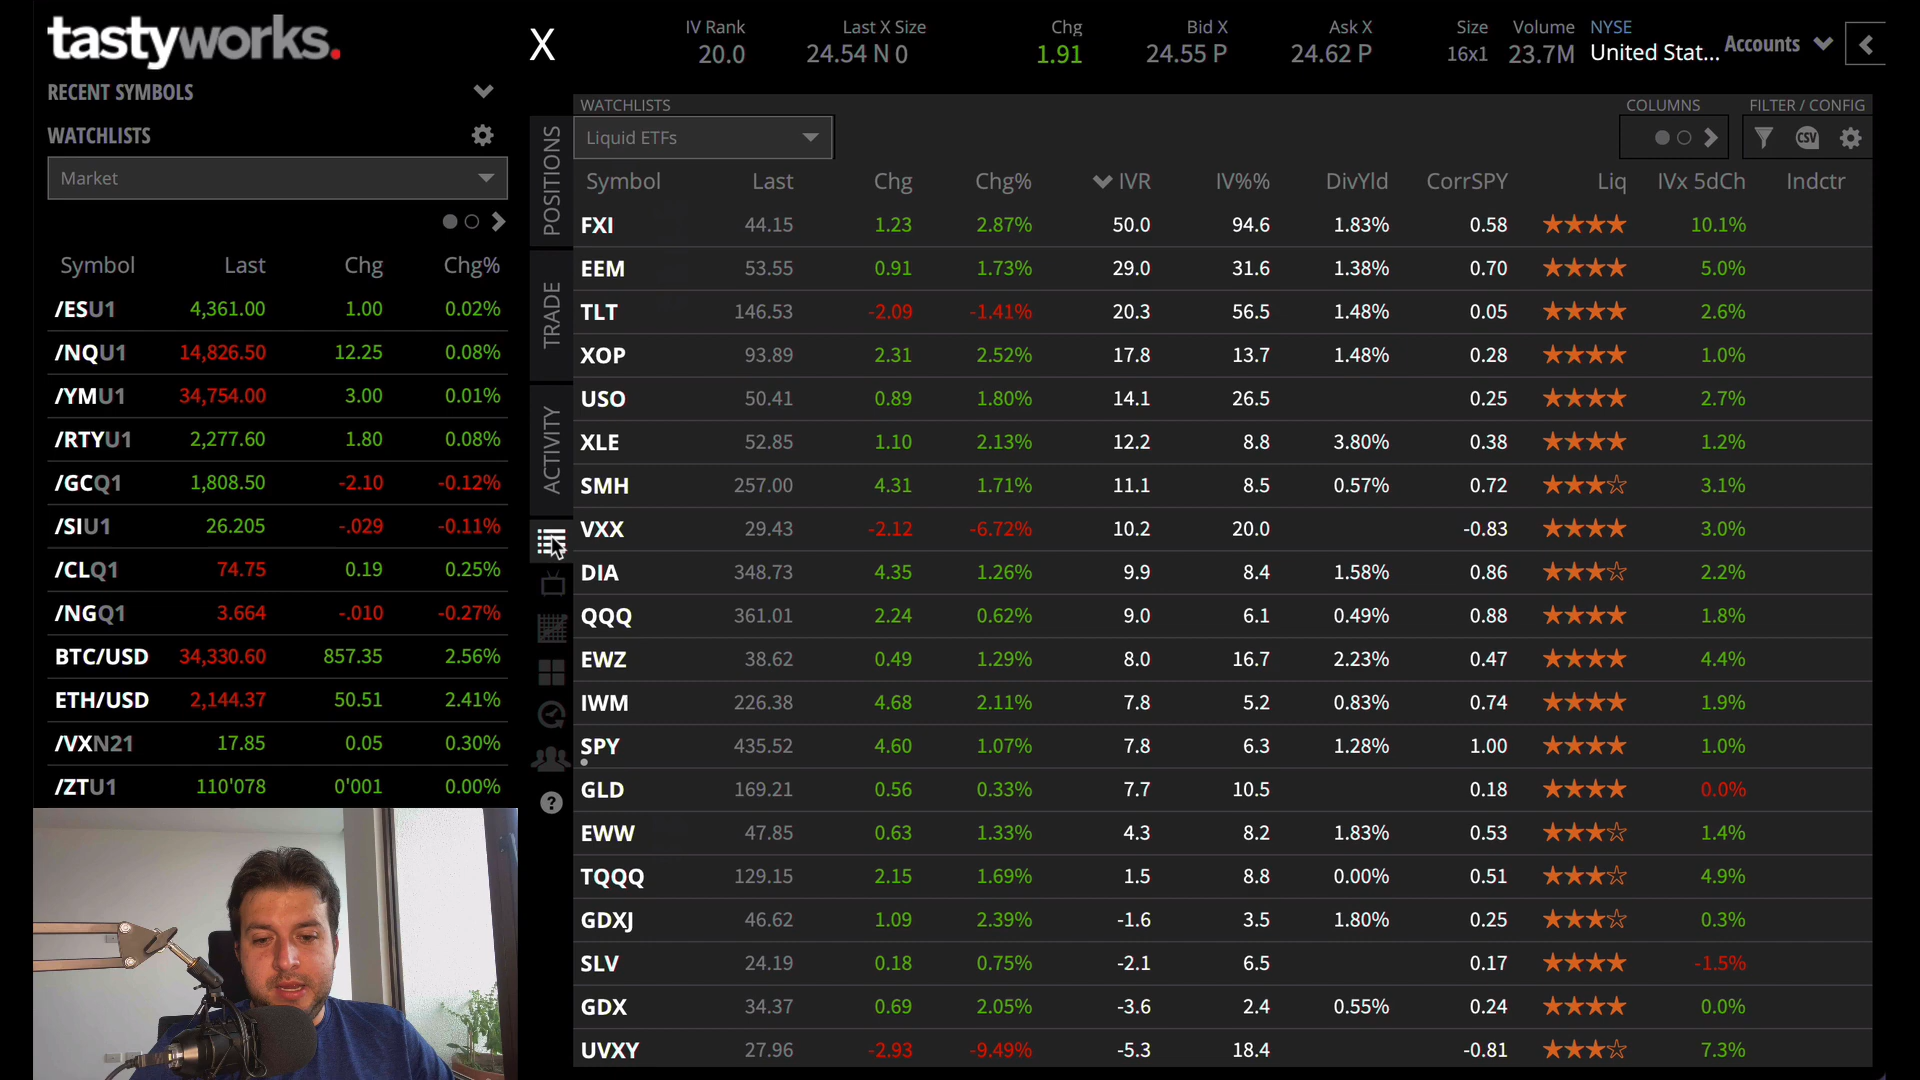 tastyworks.
X
IV Rank
20.0
Last X Size
24.54 N 0
Chg
1.91
Bid X
24.55 P
Ask X
24.62 P
Size
16x1
Volume
23.7M
NYSE
United Stat...
Accounts
RECENT SYMBOLS
WATCHLISTS
Market
Symbol Last Chg Chg%
/ESU1 4,361.00 1.00 0.02%
/NQU1 14,826.50 12.25 0.08%
/YMU1 34,754.00 3.00 0.01%
/RTYU1 2,277.60 1.80 0.08%
/GCQ1 1,808.50 -2.10 -0.12%
/SIU1 26.205 -.029 -0.11%
/CLQ1 74.75 0.19 0.25%
/NGQ1 3.664 -.010 -0.27%
BTC/USD 34,330.60 857.35 2.56%
ETH/USD 2,144.37 50.51 2.41%
/VXN21 17.85 0.05 0.30%
/ZTU1 110'078 0'001 0.00%
POSITIONS
TRADE
ACTIVITY
?
WATCHLISTS
Liquid ETFs
COLUMNS
FILTER / CONFIG
CSV
Symbol Last Chg Chg% IVR IV%% DivYld CorrSPY Liq IVx 5dCh Indctr
FXI 44.15 1.23 2.87% 50.0 94.6 1.83% 0.58 10.1%
EEM 53.55 0.91 1.73% 29.0 31.6 1.38% 0.70 5.0%
TLT 146.53 -2.09 -1.41% 20.3 56.5 1.48% 0.05 2.6%
XOP 93.89 2.31 2.52% 17.8 13.7 1.48% 0.28 1.0%
USO 50.41 0.89 1.80% 14.1 26.5 0.25 2.7%
XLE 52.85 1.10 2.13% 12.2 8.8 3.80% 0.38 1.2%
SMH 257.00 4.31 1.71% 11.1 8.5 0.57% 0.72 3.1%
VXX 29.43 -2.12 -6.72% 10.2 20.0 -0.83 3.0%
DIA 348.73 4.35 1.26% 9.9 8.4 1.58% 0.86 2.2%
QQQ 361.01 2.24 0.62% 9.0 6.1 0.49% 0.88 1.8%
EWZ 38.62 0.49 1.29% 8.0 16.7 2.23% 0.47 4.4%
IWM 226.38 4.68 2.11% 7.8 5.2 0.83% 0.74 1.9%
SPY 435.52 4.60 1.07% 7.8 6.3 1.28% 1.00 1.0%
GLD 169.21 0.56 0.33% 7.7 10.5 0.18 0.0%
EWW 47.85 0.63 1.33% 4.3 8.2 1.83% 0.53 1.4%
TQQQ 129.15 2.15 1.69% 1.5 8.8 0.00% 0.51 4.9%
GDXJ 46.62 1.09 2.39% -1.6 3.5 1.80% 0.25 0.3%
SLV 24.19 0.18 0.75% -2.1 6.5 0.17 -1.5%
GDX 34.37 0.69 2.05% -3.6 2.4 0.55% 0.24 0.0%
UVXY 27.96 -2.93 -9.49% -5.3 18.4 -0.81 7.3%